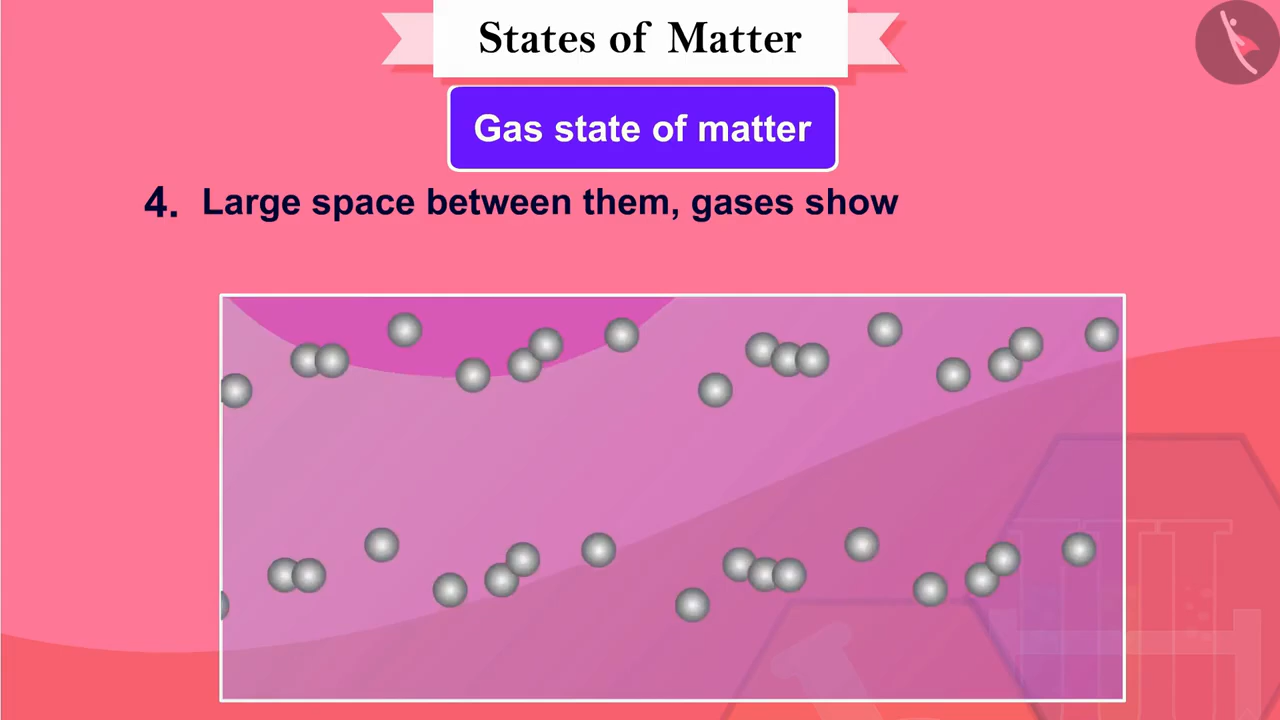 States of Matter
Gas state of matter
4. Large space between them, gases show